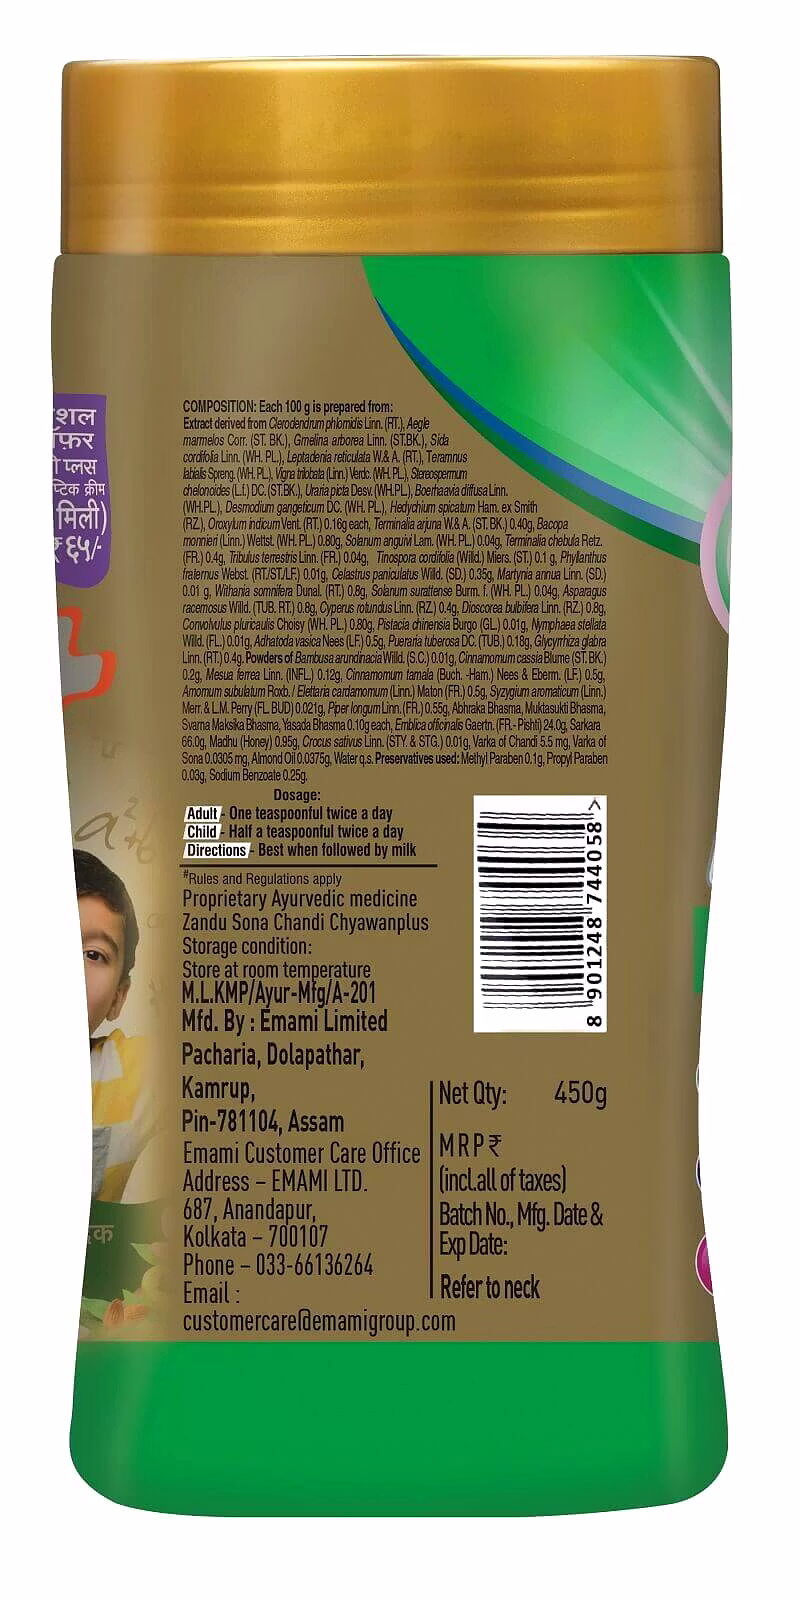 शल
ऑफ़र
प्लस
प्टिक क्रीम
मिली)
₹ ६५/-
COMPOSITION: Each 100 g is prepared from:
Extract derived from Clerodendrum phlomidis Linn. (RT.), Aegle
marmelos Corr. (ST. BK.), Gmelina arborea Linn. (ST.BK.), Sida
cordifolia Linn. (WH. PL.), Leptadenia reticulata W.& A. (RT.), Teramnus
labialis Spreng. (WH. PL.), Vigna trilobata (Linn.) Verdc. (WH. PL.), Stereospermum
chelonoides (L.f.) DC. (ST.BK.), Uraria picta Desv. (WH.PL.), Boerhaavia diffusa Linn.
(WH.PL.), Desmodium gangeticum DC. (WH. PL.), Hedychium spicatum Ham. ex Smith
(RZ.), Oroxylum indicum Vent. (RT.) 0.16g each, Terminalia arjuna W.& A. (ST. BK.) 0.40g, Bacopa
monnieri (Linn.) Wettst. (WH. PL.) 0.80g, Solanum anguivi Lam. (WH. PL.) 0.04g, Terminalia chebula Retz.
(FR.) 0.4g, Tribulus terrestris Linn. (FR.) 0.04g, Tinospora cordifolia (Willd.) Miers. (ST.) 0.1 g, Phyllanthus
fraternus Webst. (RT./ST./LF.) 0.01g, Celastrus paniculatus Willd. (SD.) 0.35g, Martynia annua Linn. (SD.)
0.01 g, Withania somnifera Dunal. (RT.) 0.8g, Solanum surattense Burm. f. (WH. PL.) 0.04g, Asparagus
racemosus Willd. (TUB. RT.) 0.8g, Cyperus rotundus Linn. (RZ.) 0.4g, Dioscorea bulbifera Linn. (RZ.) 0.8g,
Convolvulus pluricaulis Choisy (WH. PL.) 0.80g, Pistacia chinensis Burgo (GL.) 0.01g, Nymphaea stellata
Willd. (FL.) 0.01g, Adhatoda vasica Nees (LF.) 0.5g, Pueraria tuberosa DC. (TUB.) 0.18g, Glycyrrhiza glabra
Linn. (RT.) 0.4g. Powders of Bambusa arundinacia Willd. (S.C.) 0.01g, Cinnamomum cassia Blume (ST. BK.)
0.2g, Mesua ferrea Linn. (INFL.) 0.12g, Cinnamomum tamala (Buch. -Ham.) Nees & Eberm. (LF.) 0.5g,
Amomum subulatum Roxb. / Elettaria cardamomum (Linn.) Maton (FR.) 0.5g, Syzygium aromaticum (Linn.)
Merr. & L.M. Perry (FL. BUD) 0.021g, Piper longum Linn. (FR.) 0.55g, Abhraka Bhasma, Muktasukti Bhasma,
Svarna Maksika Bhasma, Yasada Bhasma 0.10g each, Emblica officinalis Gaertn. (FR.- Pishti) 24.0g, Sarkara
66.0g, Madhu (Honey) 0.95g, Crocus sativus Linn. (STY. & STG.) 0.01g, Varka of Chandi 5.5 mg, Varka of
Sona 0.0305 mg, Almond Oil 0.0375g, Water q.s. Preservatives used: Methyl Paraben 0.1g, Propyl Paraben
0.03g, Sodium Benzoate 0.25g.
Dosage:
Adult - One teaspoonful twice a day
Child - Half a teaspoonful twice a day
Directions - Best when followed by milk
#Rules and Regulations apply
Proprietary Ayurvedic medicine
Zandu Sona Chandi Chyawanplus
Storage condition:
Store at room temperature
M.L.KMP/Ayur-Mfg/A-201
Mfd. By : Emami Limited
Pacharia, Dolapathar,
Kamrup,
Pin-781104, Assam
Emami Customer Care Office
Address – EMAMI LTD.
687, Anandapur,
Kolkata – 700107
Phone – 033-66136264
Email :
customercare@emamigroup.com
8 901248 744058 >
Net Qty: 450g
MRP ₹
(incl.all of taxes)
Batch No., Mfg. Date &
Exp Date:
Refer to neck